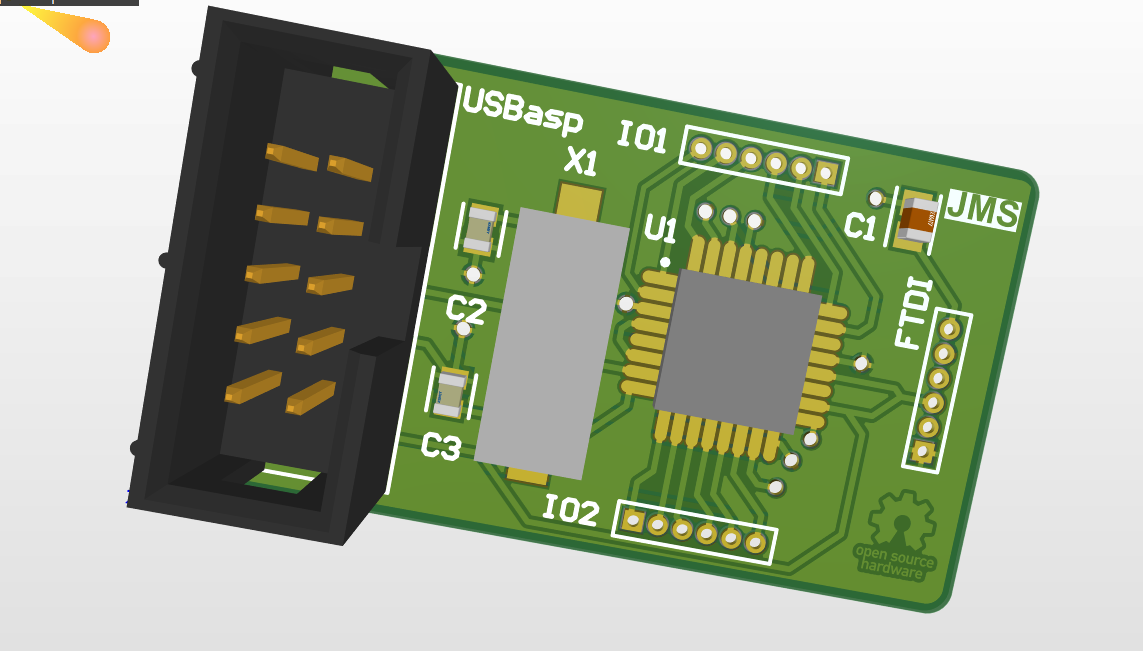 USBasp
IO1
X1
U1
C1
JMS
FTDI
C2
C3
IO2
open source
hardware